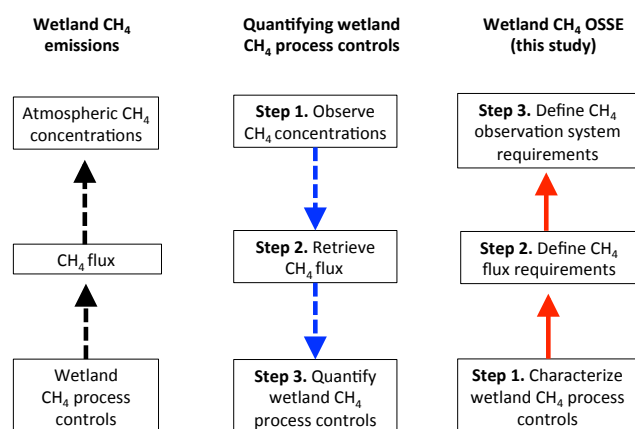 Wetland CH₄
emissions
Atmospheric CH₄
concentrations
CH₄ flux
Wetland
CH₄ process
controls
Quantifying wetland
CH₄ process controls
Step 1. Observe
CH₄ concentrations
Step 2. Retrieve
CH₄ flux
Step 3. Quantify
wetland CH₄
process controls
Wetland CH₄ OSSE
(this study)
Step 3. Define CH₄
observation system
requirements
Step 2. Define CH₄
flux requirements
Step 1. Characterize
wetland CH₄ process
controls